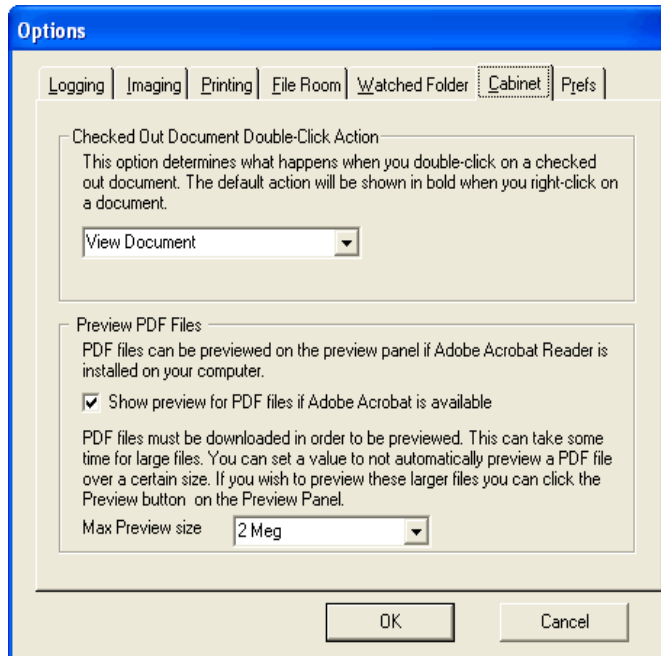 Options
Logging Imaging Printing File Room Watched Folder Cabinet Prefs
Checked Out Document Double-Click Action
This option determines what happens when you double-click on a checked
out document. The default action will be shown in bold when you right-click on
a document.
View Document
Preview PDF Files
PDF files can be previewed on the preview panel if Adobe Acrobat Reader is
installed on your computer.
Show preview for PDF files if Adobe Acrobat is available
PDF files must be downloaded in order to be previewed. This can take some
time for large files. You can set a value to not automatically preview a PDF file
over a certain size. If you wish to preview these larger files you can click the
Preview button on the Preview Panel.
Max Preview size 2 Meg
OK Cancel